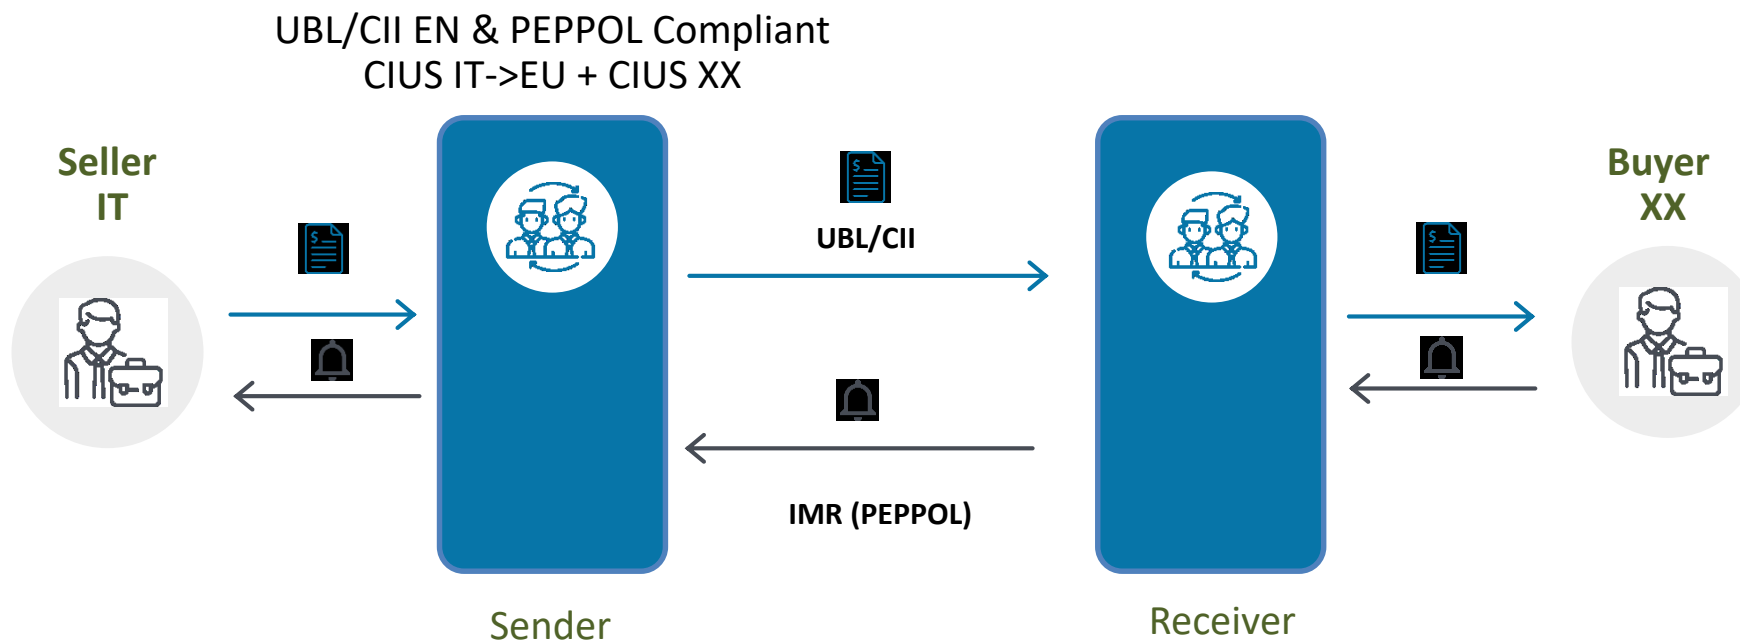 UBL/CII EN & PEPPOL Compliant
CIUS IT->EU + CIUS XX
Seller
IT
UBL/CII
Buyer
XX
IMR (PEPPOL)
Sender
Receiver